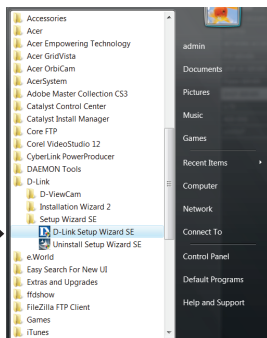 Accessories
Acer
Acer Empowering Technology
Acer GridVista
Acer OrbiCam
AcerSystem
Adobe Master Collection CS3
Catalyst Control Center
Catalyst Install Manager
Core FTP
Corel VideoStudio 12
CyberLink PowerProducer
DAEMON Tools
D-Link
D-ViewCam
Installation Wizard 2
Setup Wizard SE
D-Link Setup Wizard SE
Uninstall Setup Wizard SE
e.World
Easy Search For New UI
Extras and Upgrades
ffdshow
FileZilla FTP Client
Games
iTunes
admin
Documents
Pictures
Music
Games
Recent Items
Computer
Network
Connect To
Control Panel
Default Programs
Help and Support